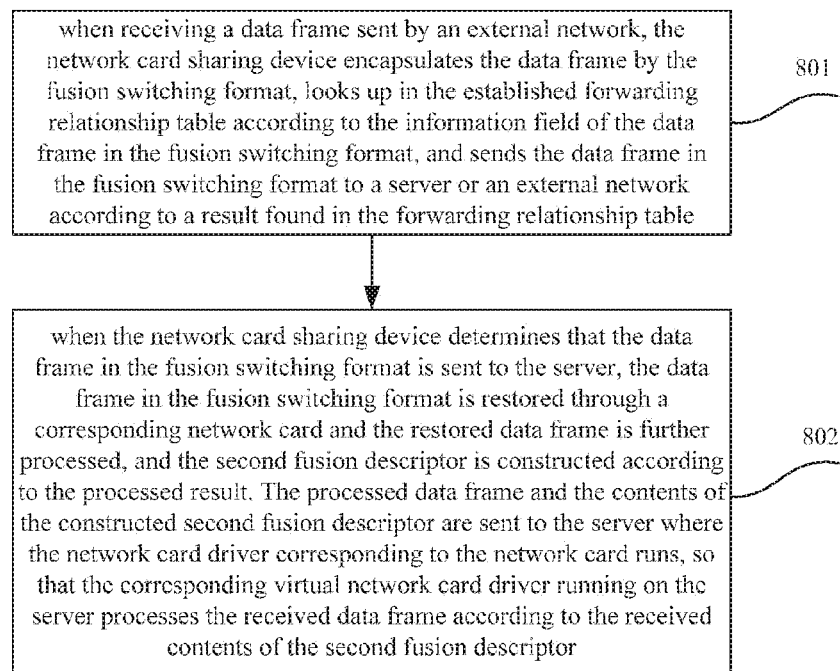 when receiving a data frame sent by an external network, the
network card sharing device encapsulates the data frame by the
fusion switching format, looks up in the established forwarding
relationship table according to the information field of the data
frame in the fusion switching format, and sends the data frame in
the fusion switching format to a server or an external network
according to a result found in the forwarding relationship table
801
when the network card sharing device determines that the data
frame in the fusion switching format is sent to the server, the data
frame in the fusion switching format is restored through a
corresponding network card and the restored data frame is further
processed, and the second fusion descriptor is constructed according
to the processed result. The processed data frame and the contents of
the constructed second fusion descriptor are sent to the server where
the network card driver corresponding to the network card runs, so
that the corresponding virtual network card driver running on the
server processes the received data frame according to the received
contents of the second fusion descriptor
802